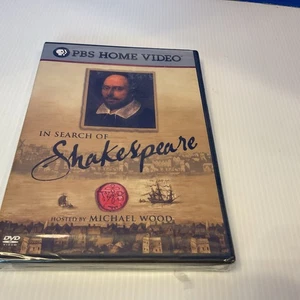 PBS HOME VIDEO
IN SEARCH OF
Shakespeare
HOSTED BY MICHAEL WOOD
DVD